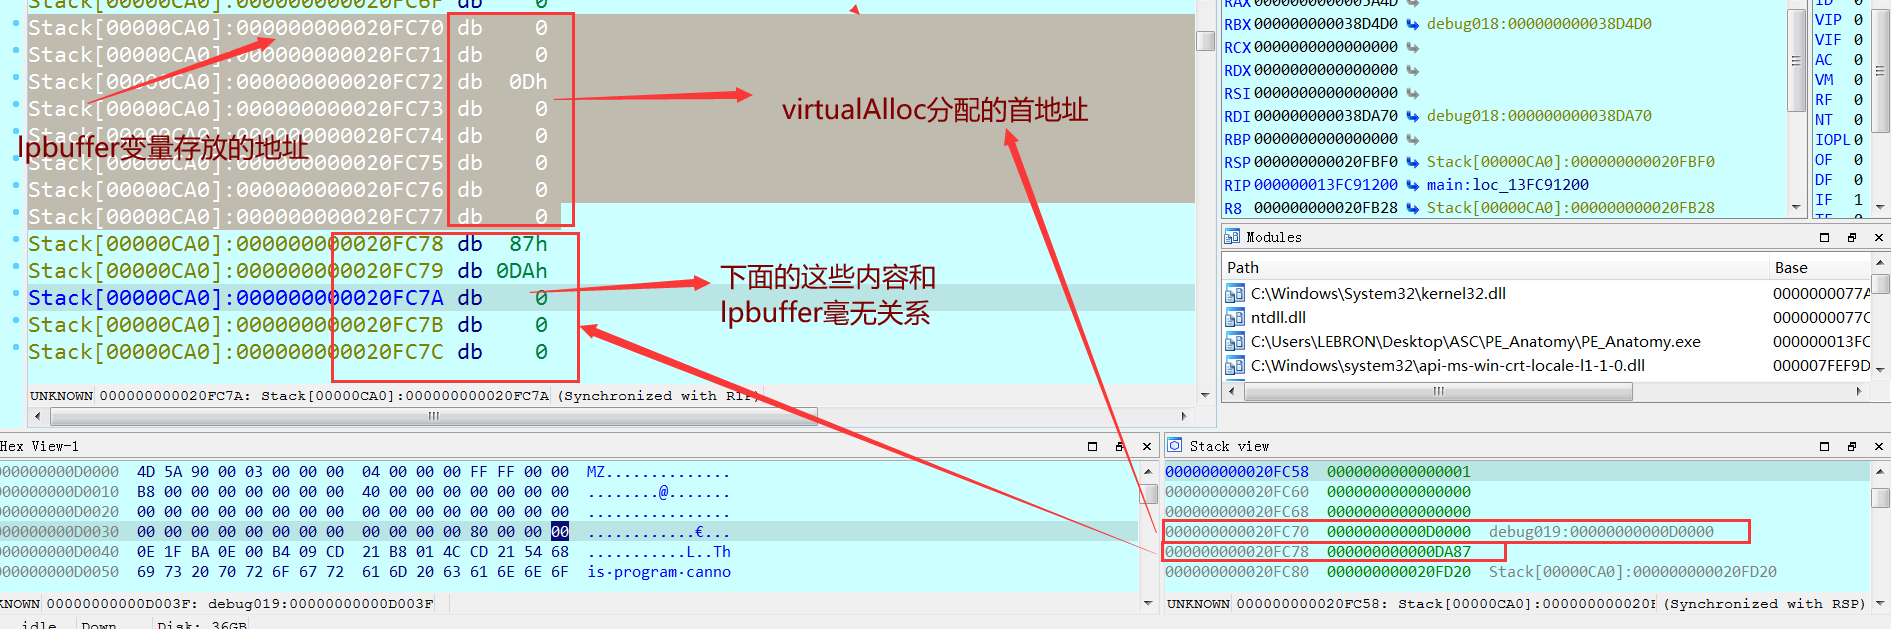 Stack[00000CA0]:000000000020FC6F db 0
Stack[00000CA0]:000000000020FC70 db 0
Stack[00000CA0]:000000000020FC71 db 0
Stack[00000CA0]:000000000020FC72 db 0Dh
Stack[00000CA0]:000000000020FC73 db 0
Stack[00000CA0]:000000000020FC74 db 0
lpbuffer变量存放的地址
Stack[00000CA0]:000000000020FC75 db 0
Stack[00000CA0]:000000000020FC76 db 0
Stack[00000CA0]:000000000020FC77 db 0
Stack[00000CA0]:000000000020FC78 db 87h
Stack[00000CA0]:000000000020FC79 db 0DAh
Stack[00000CA0]:000000000020FC7A db 0
Stack[00000CA0]:000000000020FC7B db 0
Stack[00000CA0]:000000000020FC7C db 0
virtualAlloc分配的首地址
下面的这些内容和
lpbuffer毫无关系
UNKNOWN 000000000020FC7A: Stack[00000CA0]:000000000020FC7A (Synchronized with RIP)
RAX 0000000000005A4D
RBX 000000000038D4D0 debug018:000000000038D4D0
RCX 0000000000000000
RDX 0000000000000000
RSI 0000000000000000
RDI 000000000038DA70 debug018:000000000038DA70
RBP 0000000000000000
RSP 000000000020FBF0 Stack[00000CA0]:000000000020FBF0
RIP 000000013FC91200 main:loc_13FC91200
R8 000000000020FB28 Stack[00000CA0]:000000000020FB28
ID 0
VIP 0
VIF 0
AC 0
VM 0
RF 0
NT 0
IOPL 0
OF 0
DF 0
IF 1
TF 0
Modules
Path Base
C:\Windows\System32\kernel32.dll 0000000077A
ntdll.dll 0000000077C
C:\Users\LEBRON\Desktop\ASC\PE_Anatomy\PE_Anatomy.exe 000000013FC
C:\Windows\system32\api-ms-win-crt-locale-l1-1-0.dll 000007FEF9D
Hex View-1
00000000000D0000 4D 5A 90 00 03 00 00 00 04 00 00 00 FF FF 00 00 MZ..............
00000000000D0010 B8 00 00 00 00 00 00 00 40 00 00 00 00 00 00 00 ........@.......
00000000000D0020 00 00 00 00 00 00 00 00 00 00 00 00 00 00 00 00 ................
00000000000D0030 00 00 00 00 00 00 00 00 00 00 00 00 80 00 00 00 ............€...
00000000000D0040 0E 1F BA 0E 00 B4 09 CD 21 B8 01 4C CD 21 54 68 ...........L..Th
00000000000D0050 69 73 20 70 72 6F 67 72 61 6D 20 63 61 6E 6E 6F is·program·canno
KNOWN 00000000000D003F: debug019:00000000000D003F
Stack view
000000000020FC58 0000000000000001
000000000020FC60 0000000000000000
000000000020FC68 0000000000000000
000000000020FC70 00000000000D0000 debug019:00000000000D0000
000000000020FC78 000000000000DA87
000000000020FC80 000000000020FD20 Stack[00000CA0]:000000000020FD20
UNKNOWN 000000000020FC58: Stack[00000CA0]:000000000020F (Synchronized with RSP)
idle Down Disk: 36GB